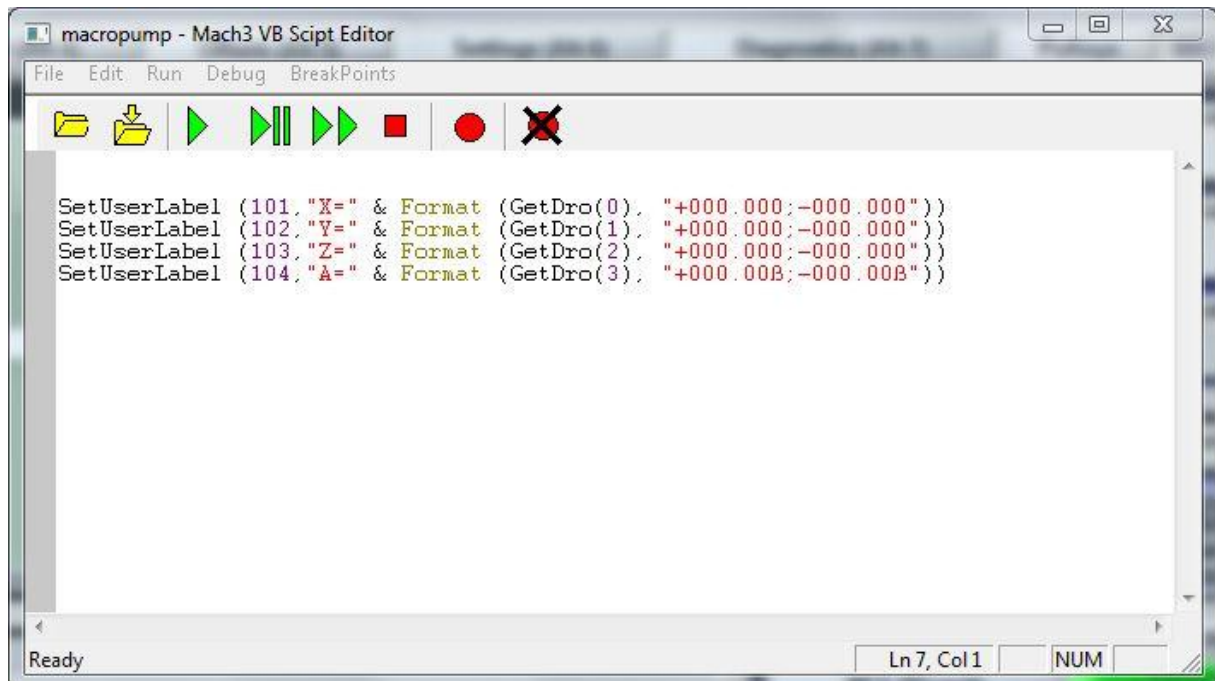 macropump - Mach3 VB Scipt Editor
File Edit Run Debug BreakPoints
SetUserLabel (101,"X=" & Format (GetDro(0), "+000.000;-000.000"))
SetUserLabel (102,"Y=" & Format (GetDro(1), "+000.000;-000.000"))
SetUserLabel (103,"Z=" & Format (GetDro(2), "+000.000;-000.000"))
SetUserLabel (104,"A=" & Format (GetDro(3), "+000.00ß;-000.00ß"))
Ready Ln 7, Col 1 NUM